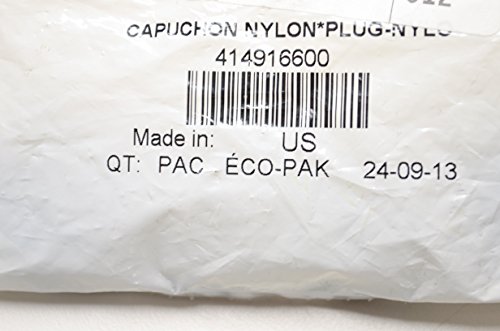 CAPUCHON NYLON*PLUG-NYLO
414916600
Made in: US
QT: PAC ÉCO-PAK 24-09-13